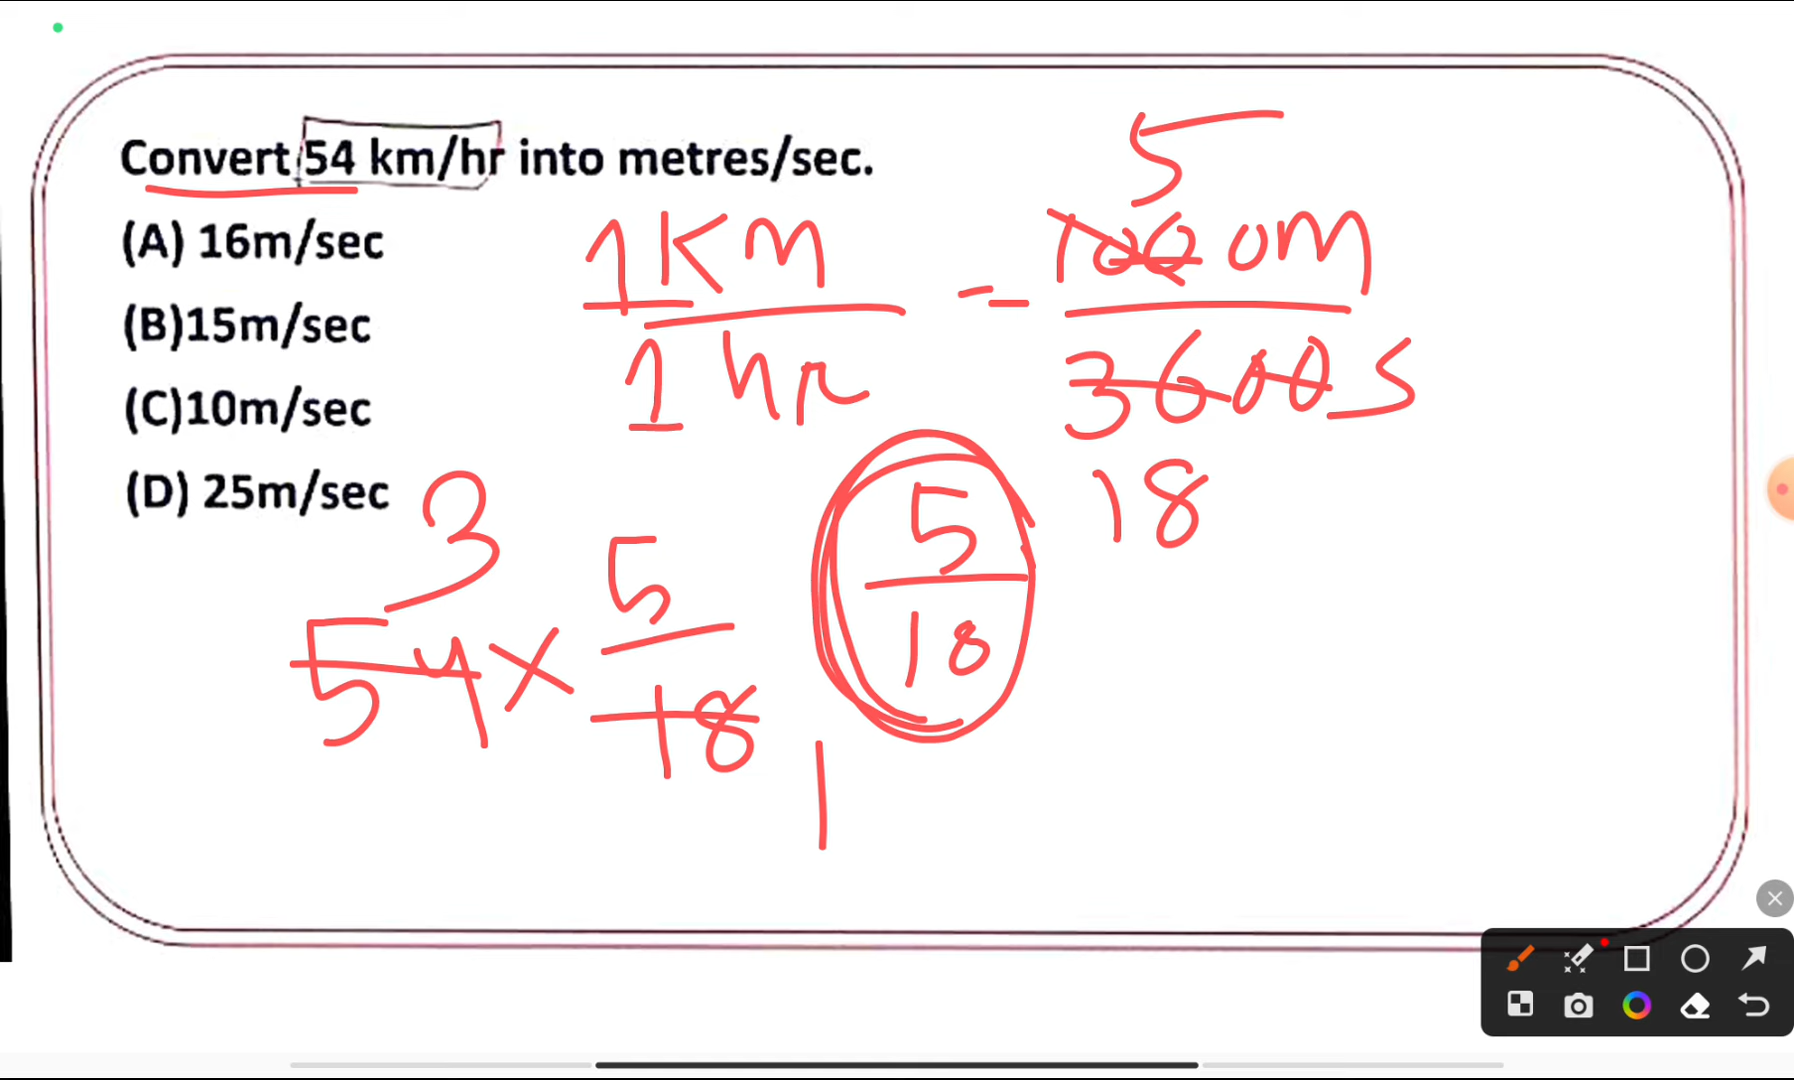 Convert 54 km/hr into metres/sec.
(A) 16m/sec
(B)15m/sec
(C)10m/sec
(D) 25m/sec
5
1KM = 1000M
1hr 3600S
18
5
18
3
54 × 5
18
1